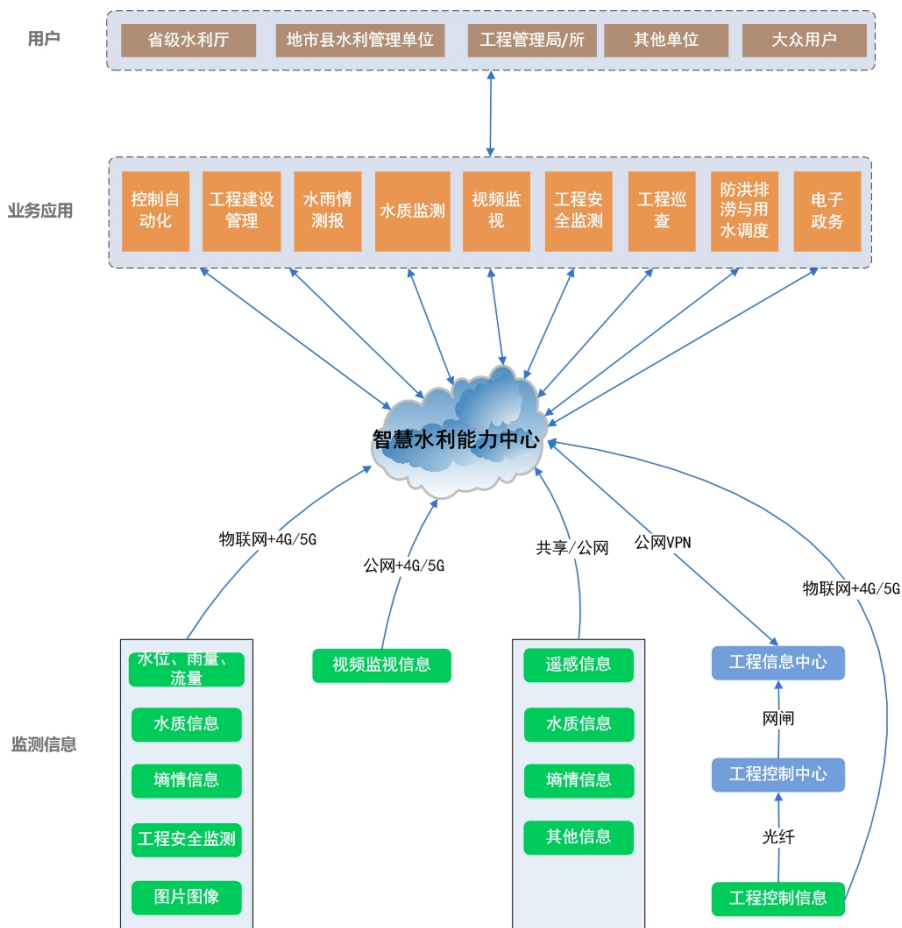 用户
省级水利厅
地市县水利管理单位
工程管理局/所
其他单位
大众用户
业务应用
控制自
动化
工程建设
管理
水雨情
测报
水质监测
视频监
视
工程安
全监测
工程巡
查
防洪排
涝与用
水调度
电子
政务
智慧水利能力中心
物联网+4G/5G
公网+4G/5G
共享/公网
公网VPN
物联网+4G/5G
监测信息
水位、雨量、
流量
水质信息
墒情信息
工程安全监测
图片图像
视频监视信息
遥感信息
水质信息
墒情信息
其他信息
工程信息中心
网闸
工程控制中心
光纤
工程控制信息